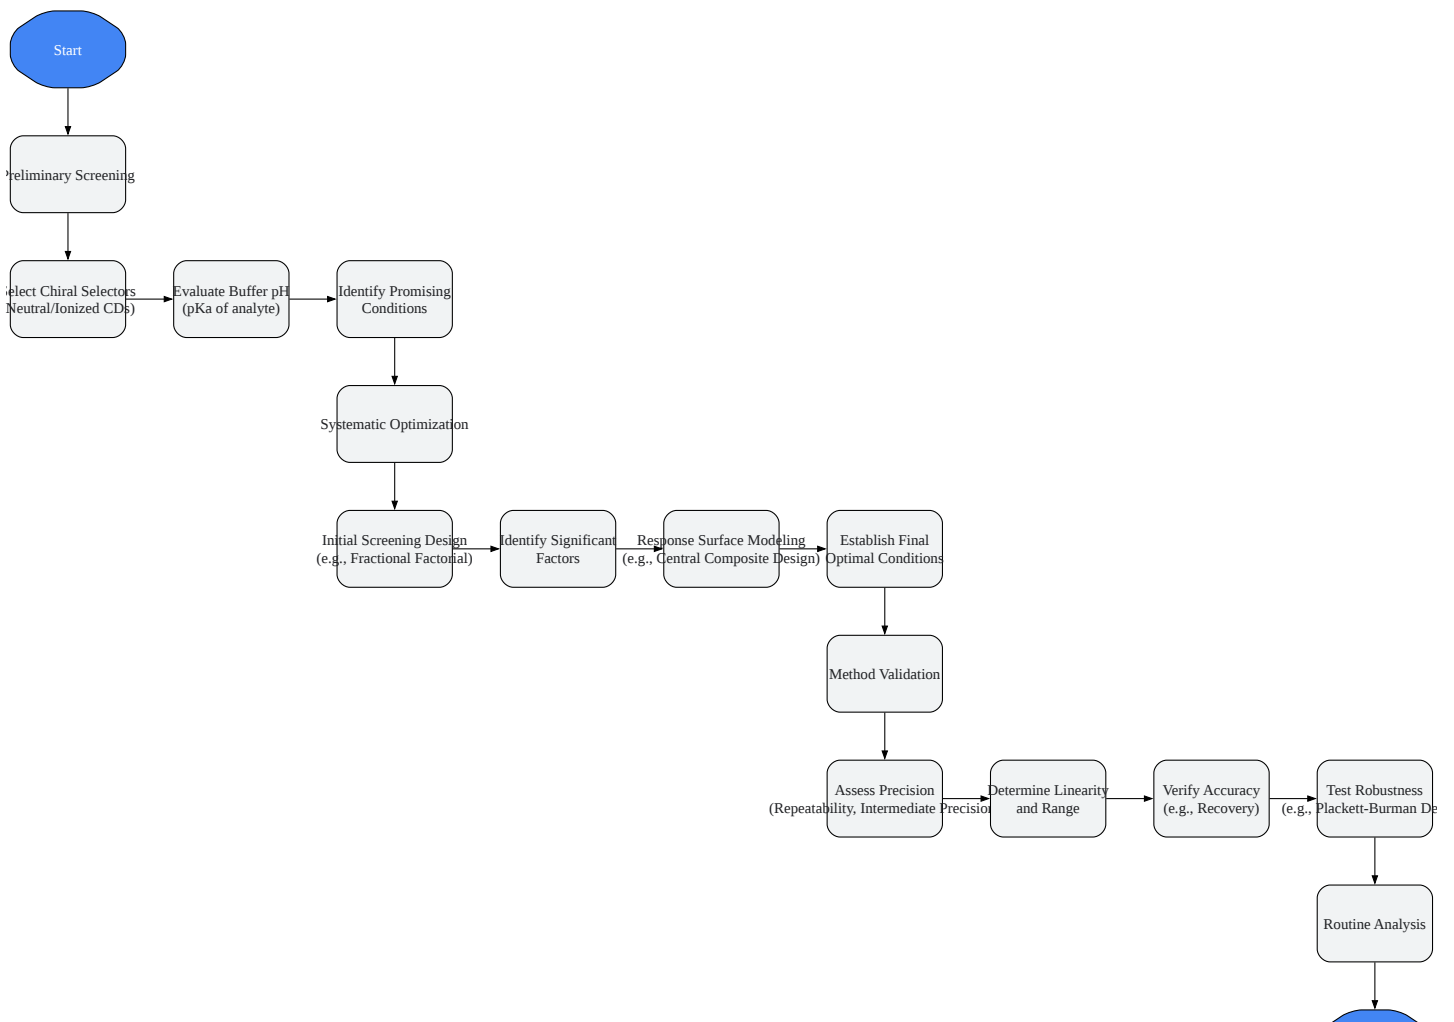 Start
Preliminary Screening
Select Chiral Selectors
Neutral/Ionized CDs)
Evaluate Buffer pH
(pKa of analyte)
Identify Promising
Conditions
Systematic Optimization
Initial Screening Design
(e.g., Fractional Factorial)
Identify Significant
Factors
Response Surface Modeling
(e.g., Central Composite Design)
Establish Final
Optimal Conditions
Method Validation
Assess Precision
(Repeatability, Intermediate Precision
Determine Linearity
and Range
Verify Accuracy
(e.g., Recovery)
Test Robustness
(e.g., Plackett-Burman De
Routine Analysis